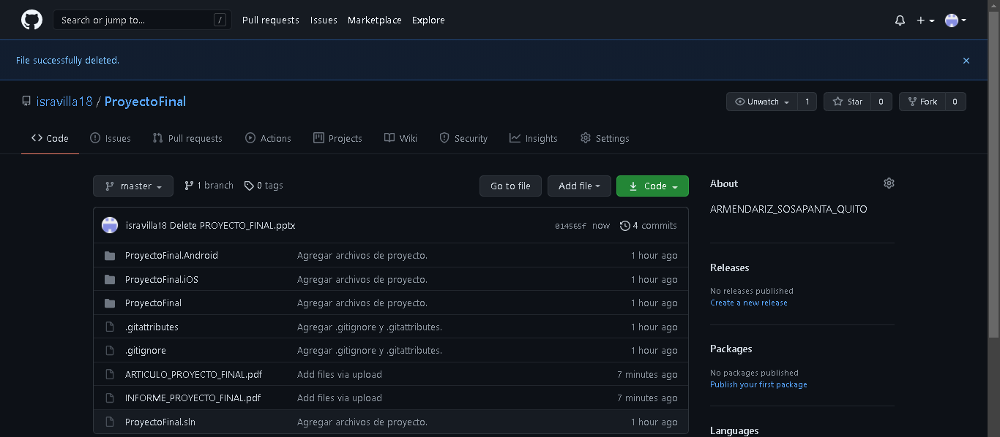 Search or jump to... / Pull requests Issues Marketplace Explore
File successfully deleted.
isravilla18 / ProyectoFinal Unwatch 1 Star 0 Fork 0
Code Issues Pull requests Actions Projects Wiki Security Insights Settings
master 1 branch 0 tags Go to file Add file Code
isravilla18 Delete PROYECTO_FINAL.pptx 014565f now 4 commits
ProyectoFinal.Android Agregar archivos de proyecto. 1 hour ago
ProyectoFinal.iOS Agregar archivos de proyecto. 1 hour ago
ProyectoFinal Agregar archivos de proyecto. 1 hour ago
.gitattributes Agregar .gitignore y .gitattributes. 1 hour ago
.gitignore Agregar .gitignore y .gitattributes. 1 hour ago
ARTICULO_PROYECTO_FINAL.pdf Add files via upload 7 minutes ago
INFORME_PROYECTO_FINAL.pdf Add files via upload 7 minutes ago
ProyectoFinal.sln Agregar archivos de proyecto. 1 hour ago
About
ARMENDARIZ_SOSAPANTA_QUITO
Releases
No releases published
Create a new release
Packages
No packages published
Publish your first package
Languages